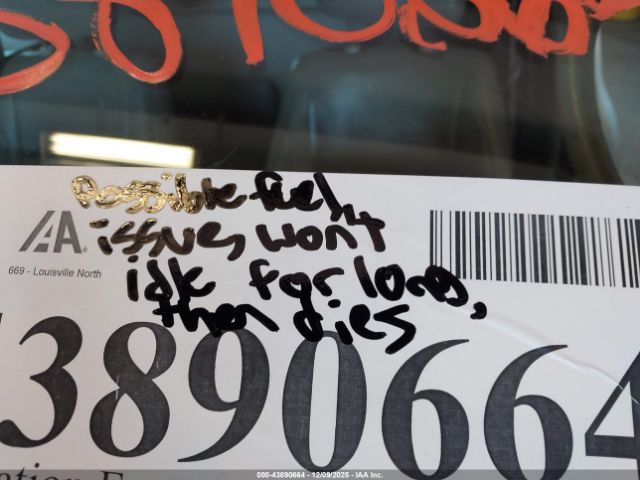 Possible fuel
issues won't
IAA.
669 - Louisville North
idle for long,
then dies
43890664
000-43890664 - 12/09/2025 - IAA Inc.